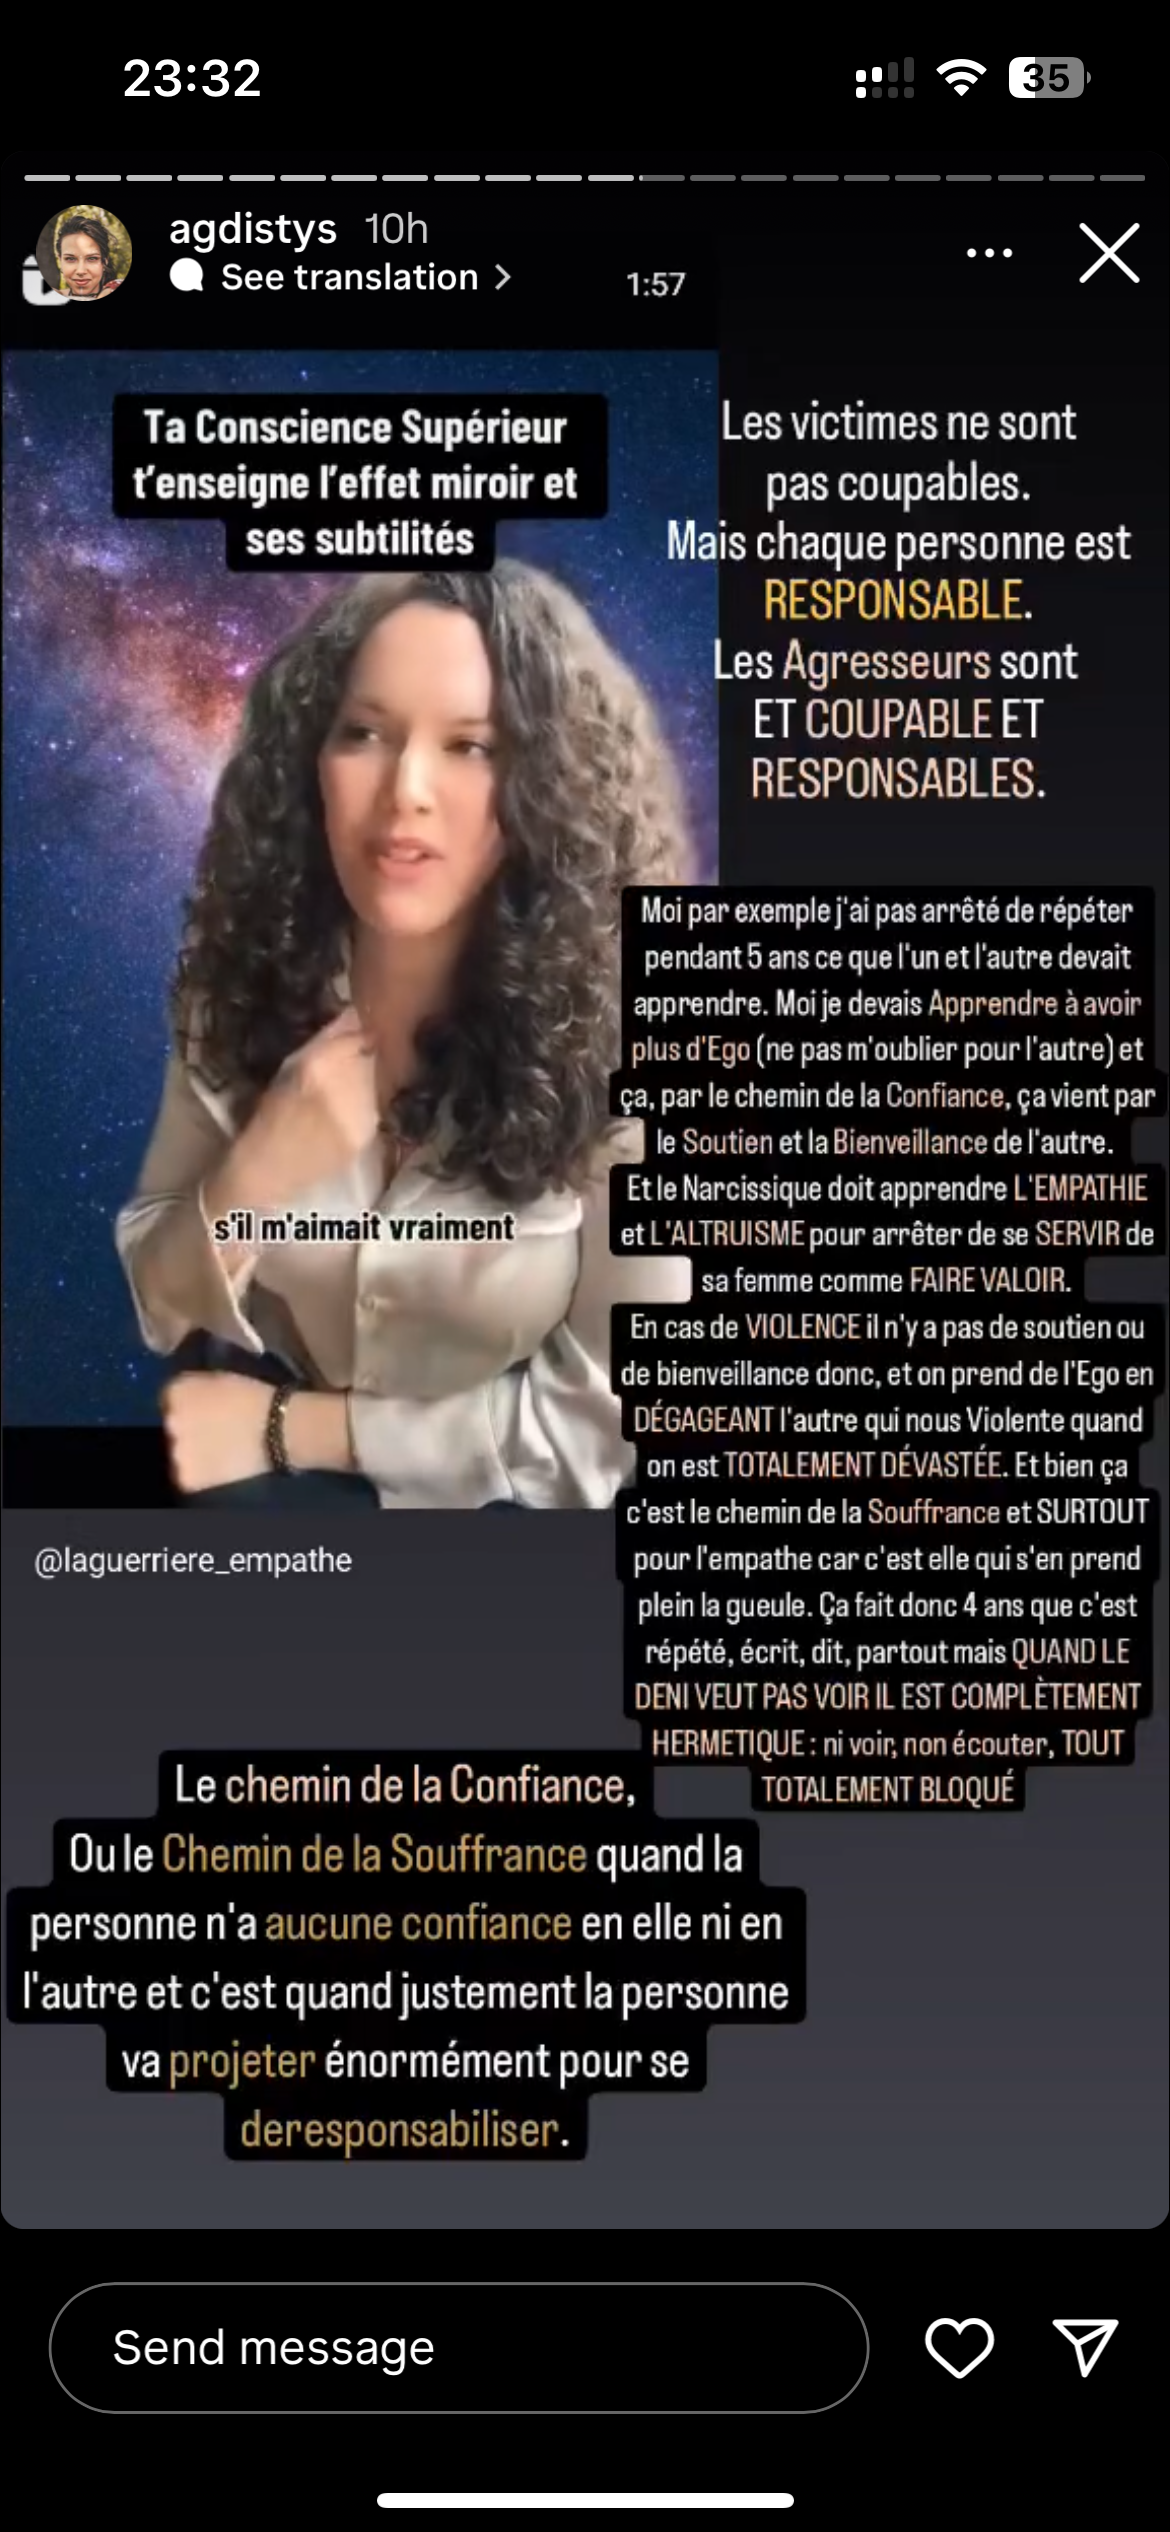 23:32
35
agdistys 10h
See translation >
1:57
Ta Conscience Supérieur
t'enseigne l'effet miroir et
ses subtilités
Les victimes ne sont
pas coupables.
Mais chaque personne est
RESPONSABLE.
Les Agresseurs sont
ET COUPABLE ET
RESPONSABLES.
s'il m'aimait vraiment
@laguerriere_empathe
Moi par exemple j'ai pas arrêté de répéter
pendant 5 ans ce que l'un et l'autre devait
apprendre. Moi je devais Apprendre à avoir
plus d'Ego (ne pas m'oublier pour l'autre) et
ça, par le chemin de la Confiance, ça vient par
le Soutien et la Bienveillance de l'autre.
Et le Narcissique doit apprendre L'EMPATHIE
et L'ALTRUISME pour arrêter de se SERVIR de
sa femme comme FAIRE VALOIR.
En cas de VIOLENCE il n'y a pas de soutien ou
de bienveillance donc, et on prend de l'Ego en
DÉGAGEANT l'autre qui nous Violente quand
on est TOTALEMENT DÉVASTÉE. Et bien ça
c'est le chemin de la Souffrance et SURTOUT
pour l'empathe car c'est elle qui s'en prend
plein la gueule. Ça fait donc 4 ans que c'est
répété, écrit, dit, partout mais QUAND LE
DENI VEUT PAS VOIR IL EST COMPLÈTEMENT
HERMETIQUE : ni voir, non écouter, TOUT
TOTALEMENT BLOQUÉ
Le chemin de la Confiance,
Ou le Chemin de la Souffrance quand la
personne n'a aucune confiance en elle ni en
l'autre et c'est quand justement la personne
va projeter énormément pour se
deresponsabiliser.
Send message